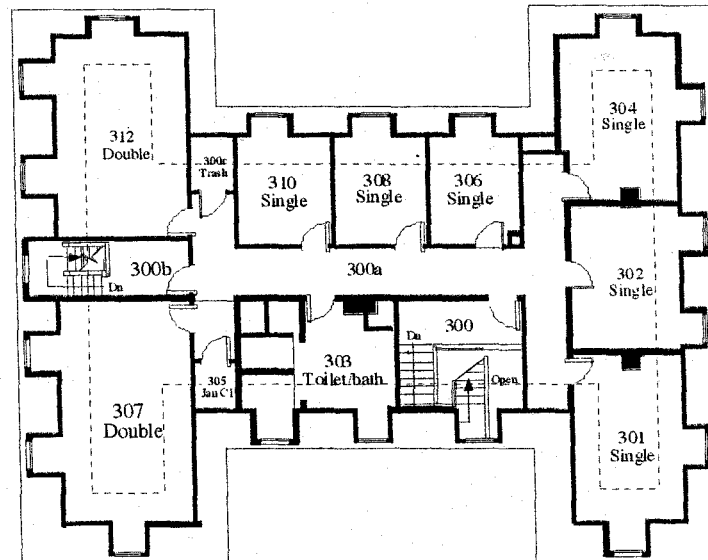 304
Single
312
Double
300c
Trash
310
Single
308
Single
306
Single
302
Single
300b
300a
Dn
Dn
300
303
Toilet/bath
Open
305
Jan Cl
307
Double
301
Single